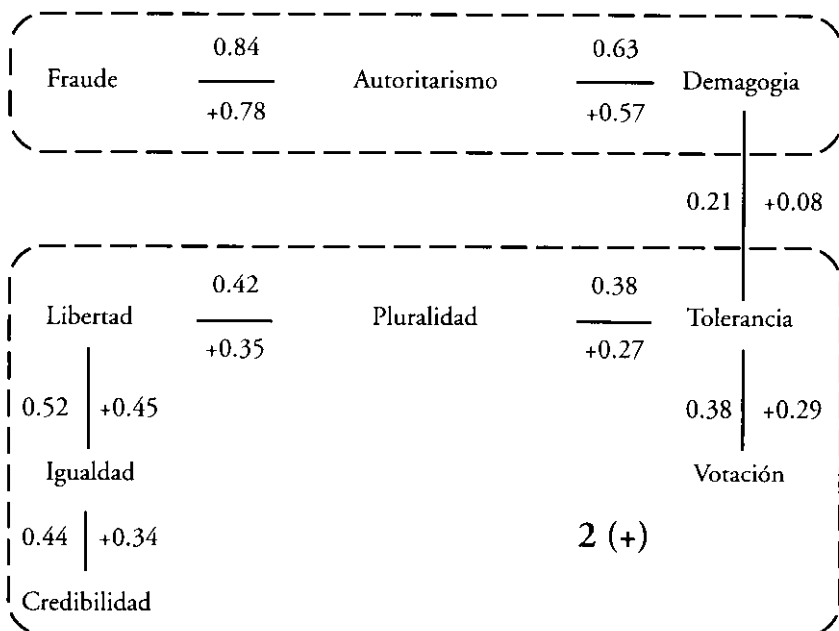 0.84 0.63
Fraude Autoritarismo Demagogia
+0.78 +0.57
0.21 +0.08
0.42 0.38
Libertad Pluralidad Tolerancia
+0.35 +0.27
0.52 +0.45 0.38 +0.29
Igualdad Votación
0.44 +0.34 2 (+)
Credibilidad